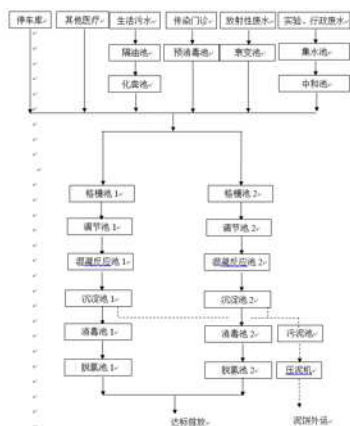 停车库 其他医疗 生活污水 传染门诊 放射性废水 实验、行政废水
隔油池 预消毒池 衰变池 集水池
化粪池 中和池
格栅池 1 格栅池 2
调节池 1 调节池 2
混凝反应池 1 混凝反应池 2
沉淀池 1 沉淀池 2
消毒池 1 消毒池 2 污泥池
脱氯池 1 脱氯池 2 压泥机
达标排放 泥饼外运